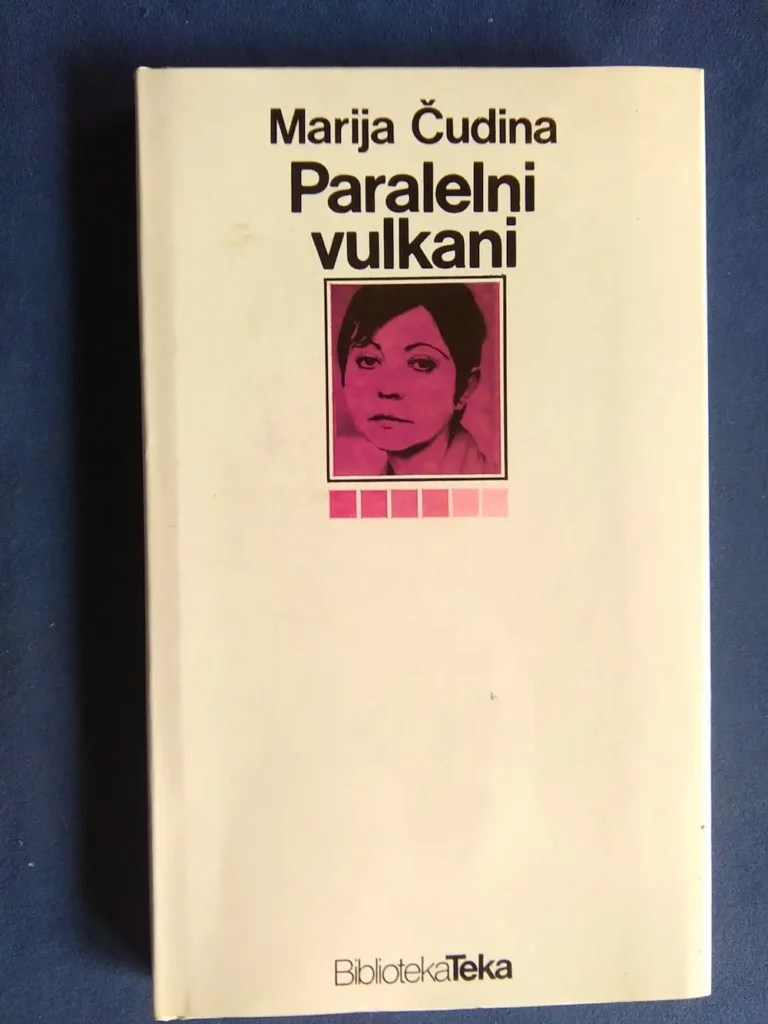 Marija Čudina
Paralelni
vulkani
BibliotekaTeka